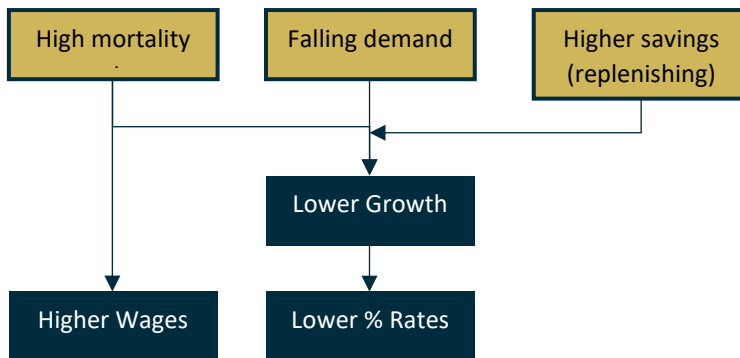 High mortality
Falling demand
Higher savings
(replenishing)
Lower Growth
Higher Wages
Lower % Rates